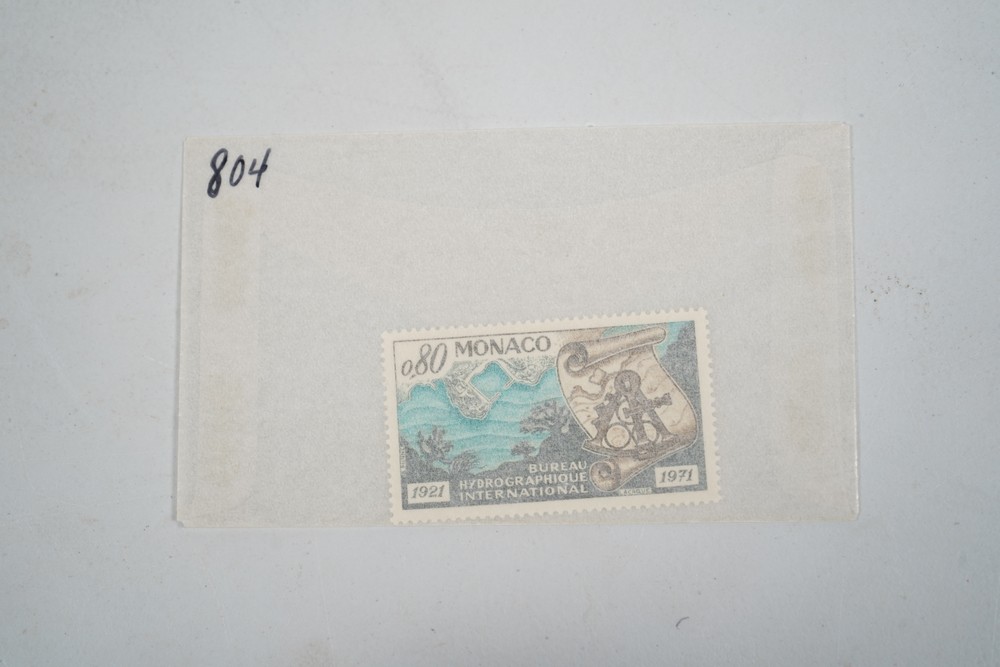 804
0,80 MONACO
BUREAU
HYDROGRAPHIQUE
INTERNATIONAL
1921
1971